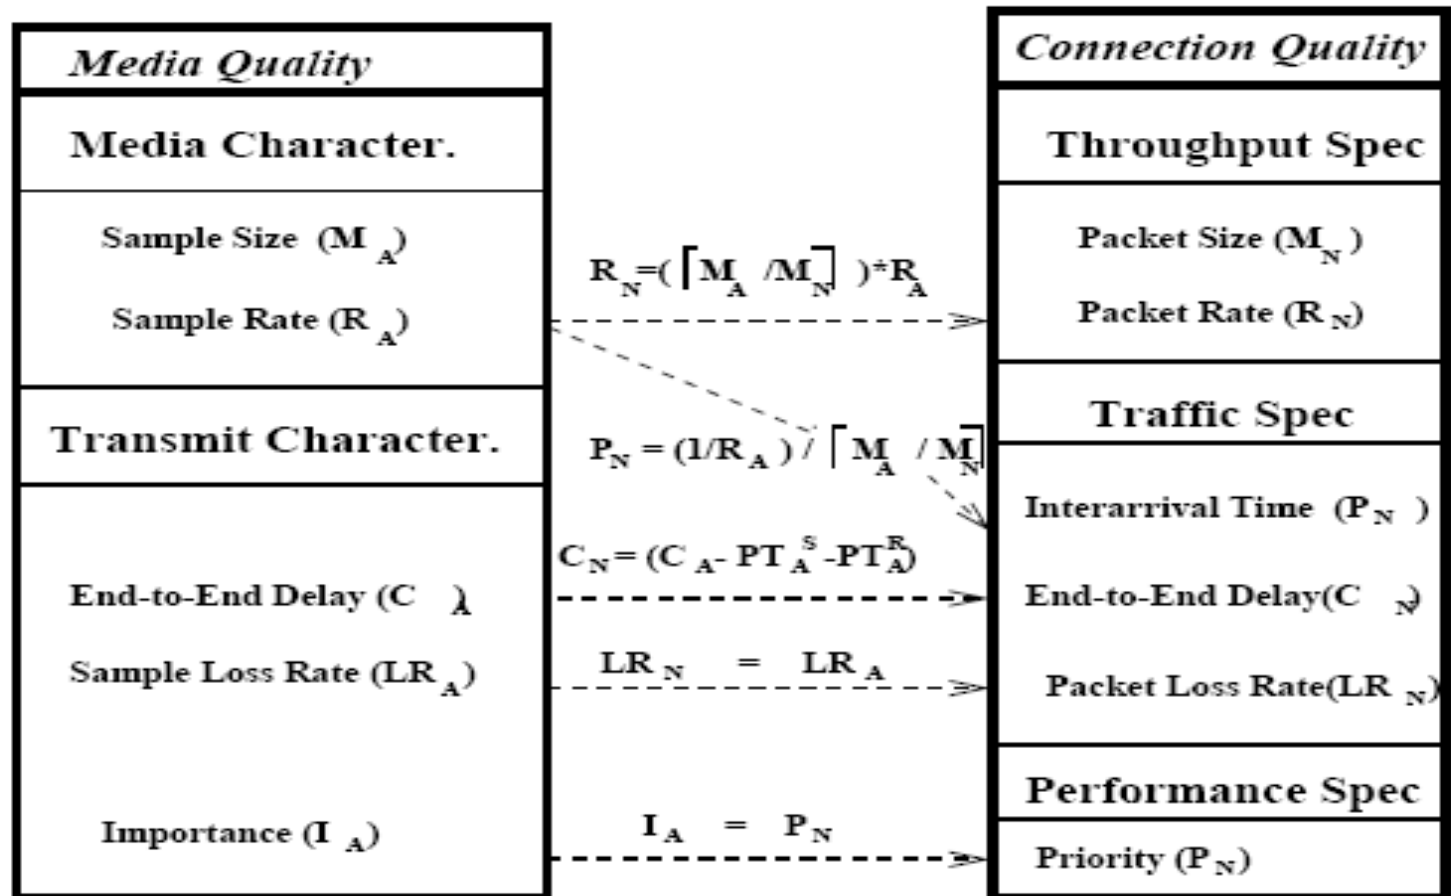 Media Quality
Media Character.
Sample Size (M A)
Sample Rate (R A)
Transmit Character.
End-to-End Delay (C λ)
Sample Loss Rate (LR A)
Importance (I A)
R N=(⌈M A /M N⌉ )*R A
P N = (1/R A ) / ⌈ M A / M N⌉
C N = (C A- PT A S -PT A R)
LR N = LR A
I A = P N
Connection Quality
Throughput Spec
Packet Size (M N )
Packet Rate (R N)
Traffic Spec
Interarrival Time (P N )
End-to-End Delay(C N)
Packet Loss Rate(LR N)
Performance Spec
Priority (P N)